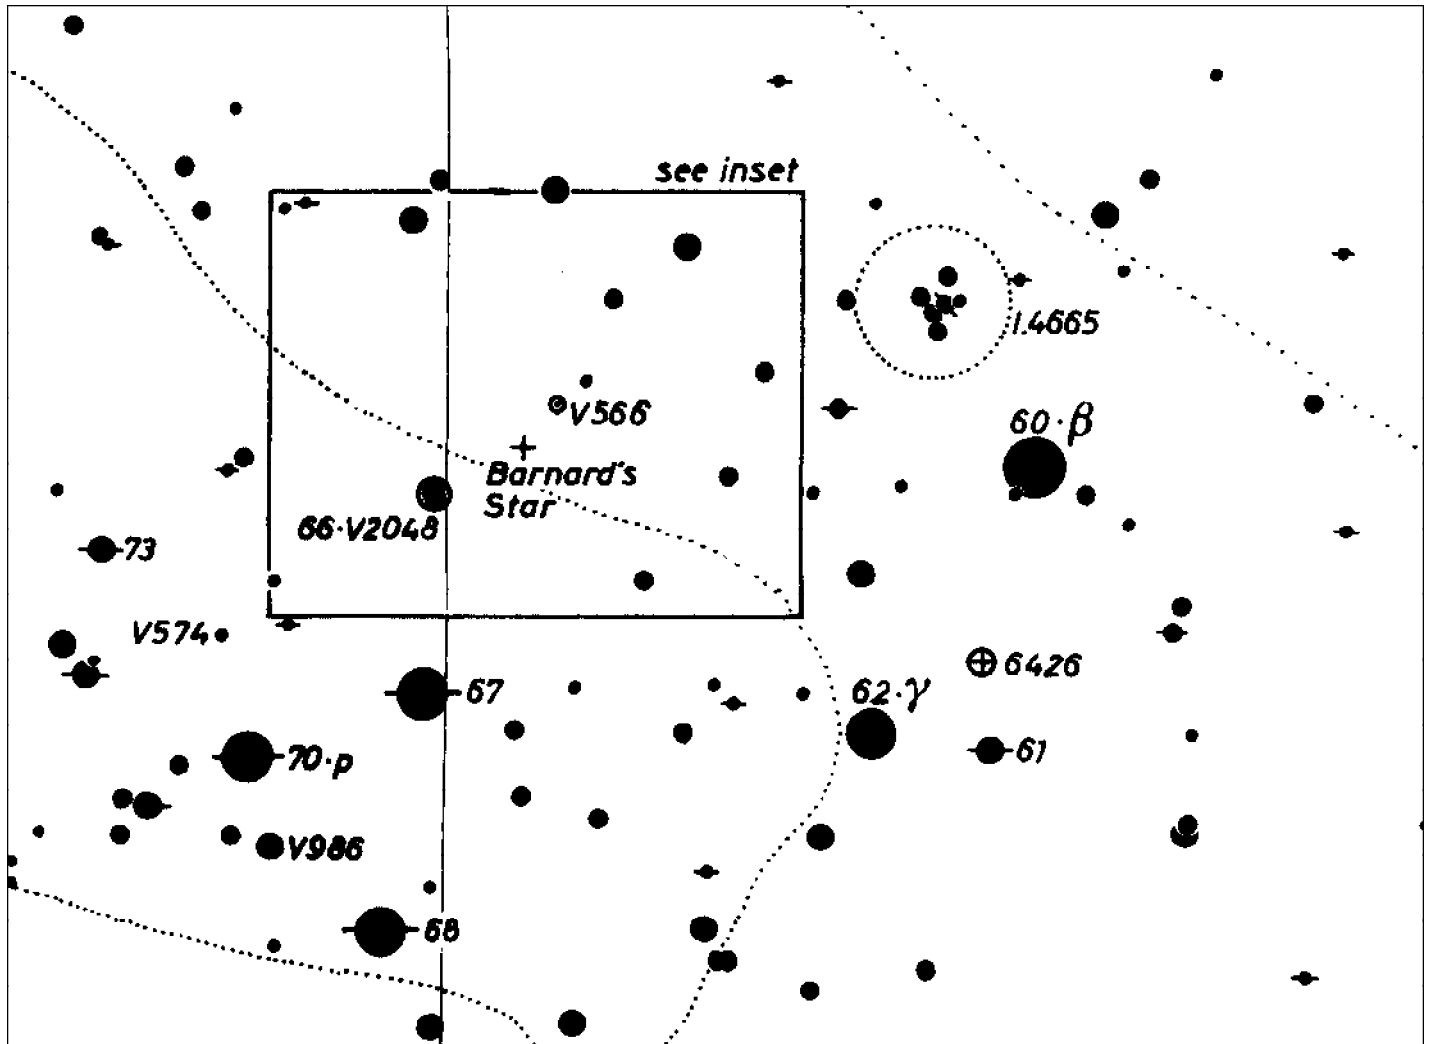 see inset
I.4665
60·β
V566
Barnard's
Star
66·V2048
73
V574
6426
67
62·γ
61
70·p
V986
68